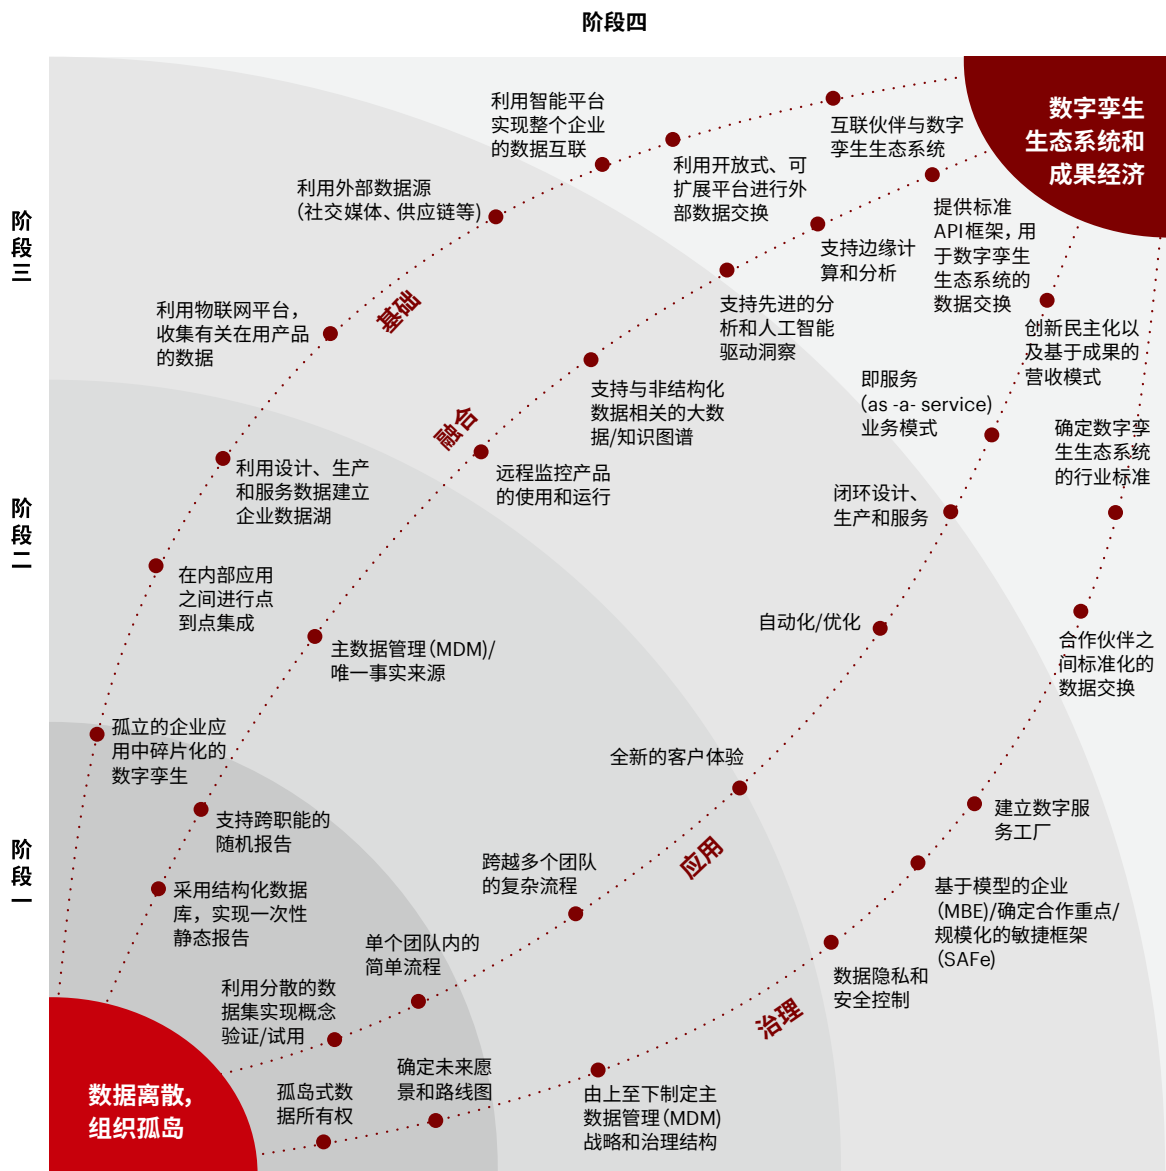 阶段四
数字孪生
生态系统和
成果经济
阶
段
三
阶
段
二
阶
段
一
基础
利用智能平台
实现整个企业
的数据互联
互联伙伴与数字
孪生生态系统
利用开放式、可
扩展平台进行外
部数据交换
利用外部数据源
（社交媒体、供应链等）
利用物联网平台，
收集有关在用产品
的数据
利用设计、生产
和服务数据建立
企业数据湖
在内部应用
之间进行点
到点集成
孤立的企业应
用中碎片化的
数字孪生
融合
提供标准
API框架，用
于数字孪生
生态系统的
数据交换
支持边缘计
算和分析
支持先进的分
析和人工智能
驱动洞察
支持与非结构化
数据相关的大数
据/知识图谱
远程监控产品
的使用和运行
主数据管理（MDM）/
唯一事实来源
支持跨职能的
随机报告
采用结构化数据
库，实现一次性
静态报告
应用
创新民主化以
及基于成果的
营收模式
即服务
（as -a- service）
业务模式
闭环设计、
生产和服务
自动化/优化
全新的客户体验
跨越多个团队
的复杂流程
单个团队内的
简单流程
利用分散的数
据集实现概念
验证/试用
治理
确定数字孪
生生态系统
的行业标准
合作伙伴之
间标准化的
数据交换
建立数字服
务工厂
基于模型的企业
（MBE）/确定合作重点/
规模化的敏捷框架
（SAFe）
数据隐私和
安全控制
由上至下制定主
数据管理（MDM）
战略和治理结构
确定未来愿
景和路线图
孤岛式数
据所有权
数据离散，
组织孤岛